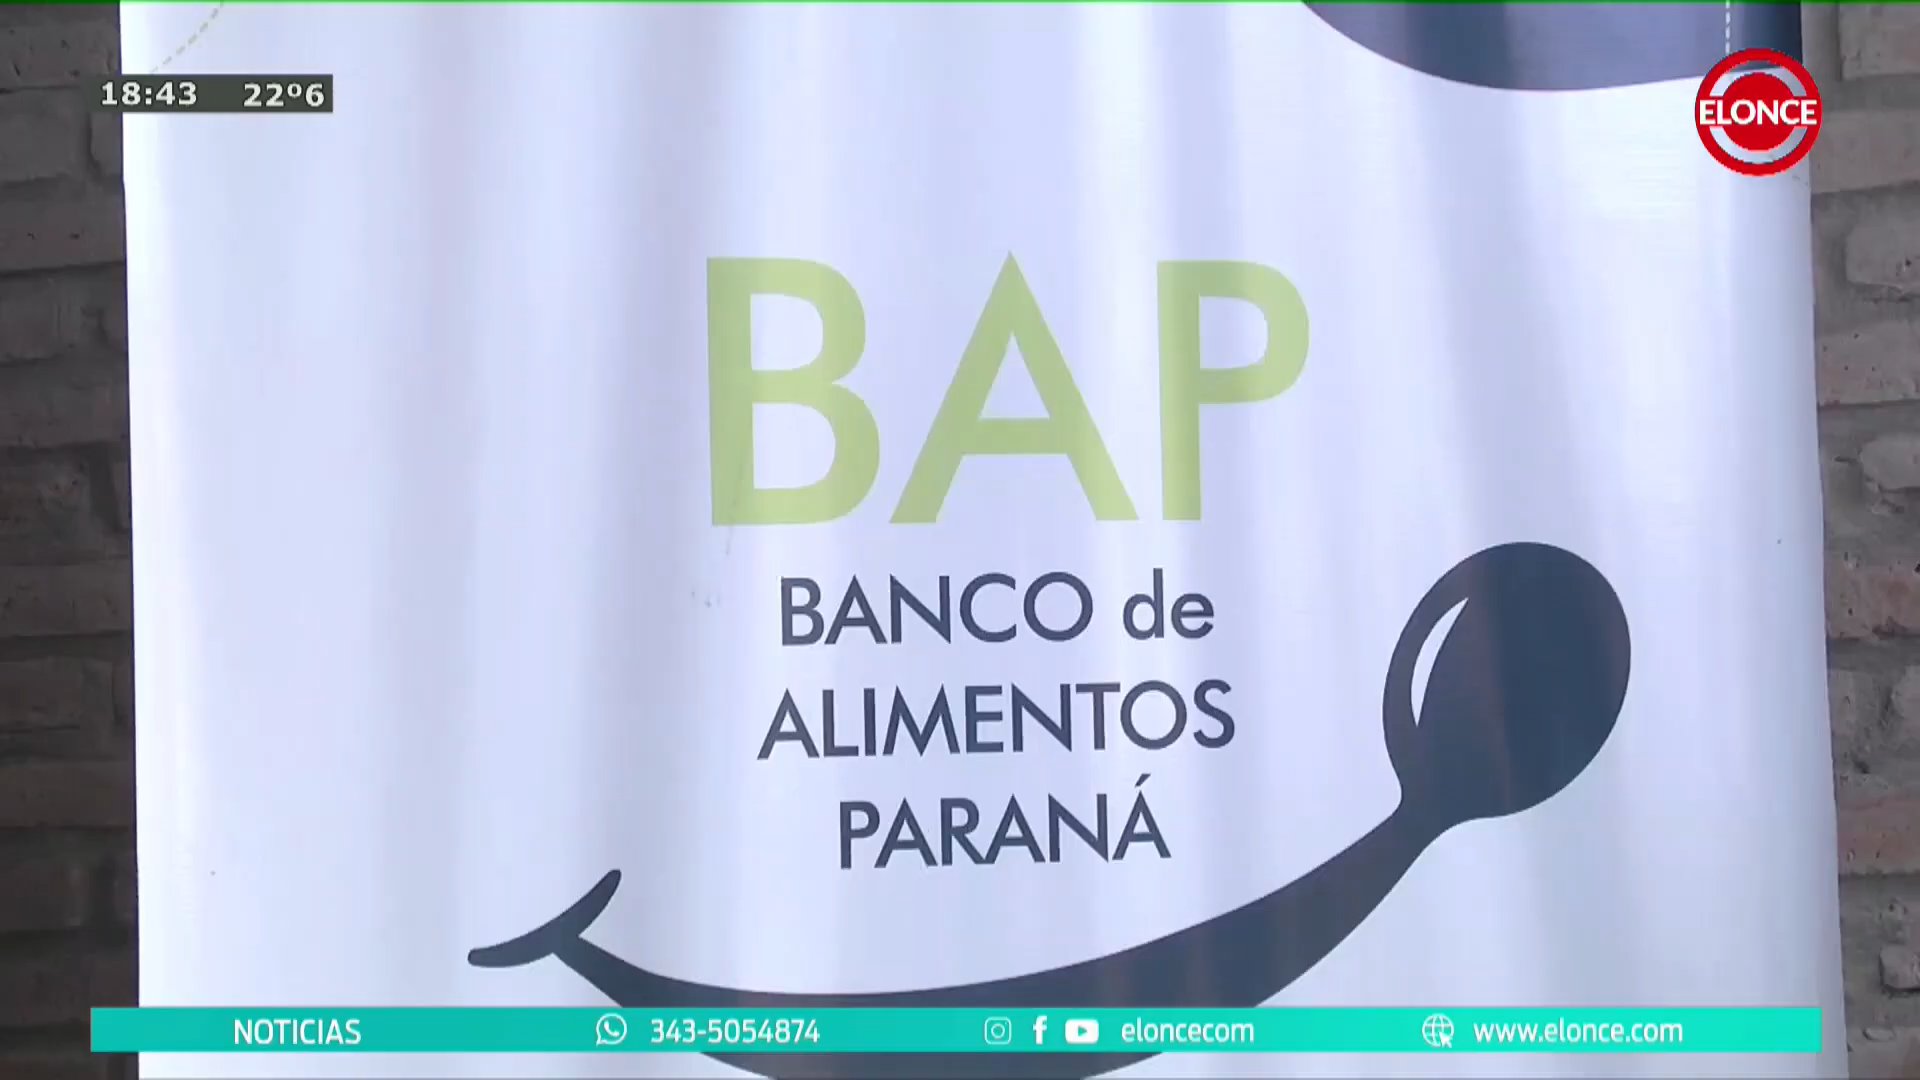 18:43 22º6
ELONCE
BAP
BANCO de
ALIMENTOS
PARANÁ
NOTICIAS 343-5054874 eloncecom www.elonce.com